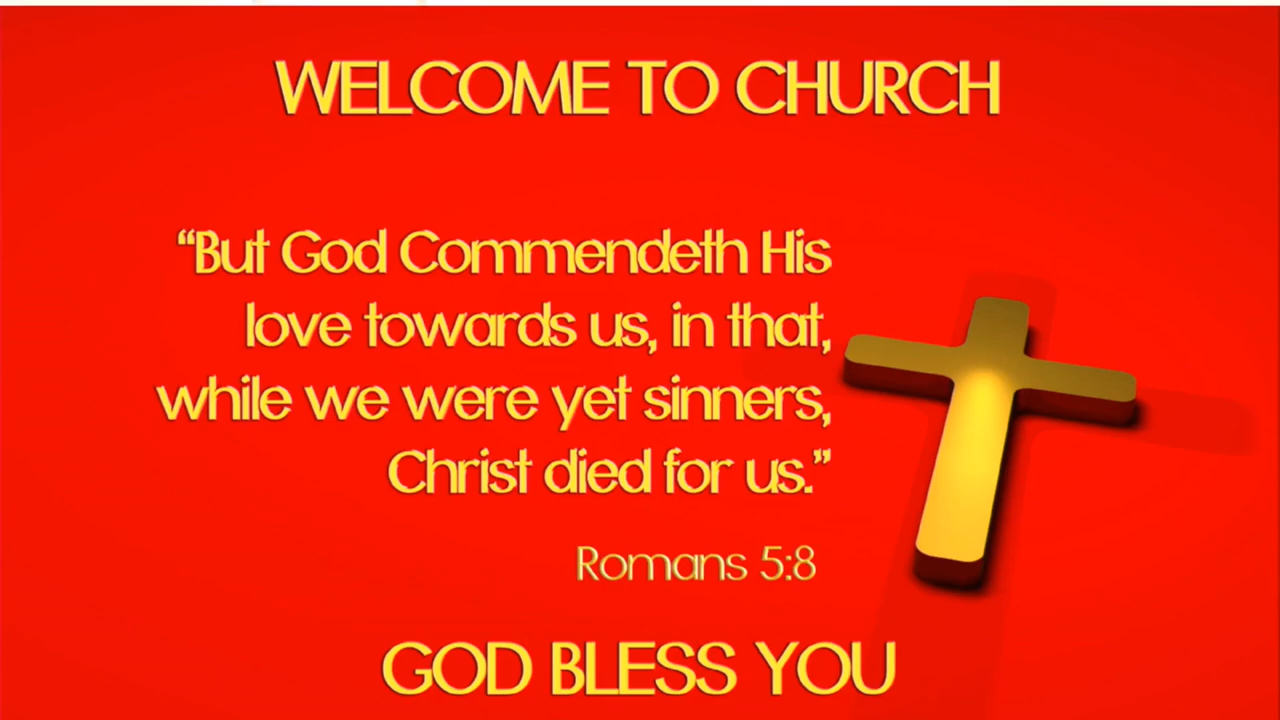 WELCOME TO CHURCH
“But God Commendeth His
love towards us, in that,
while we were yet sinners,
Christ died for us.”
Romans 5:8
GOD BLESS YOU